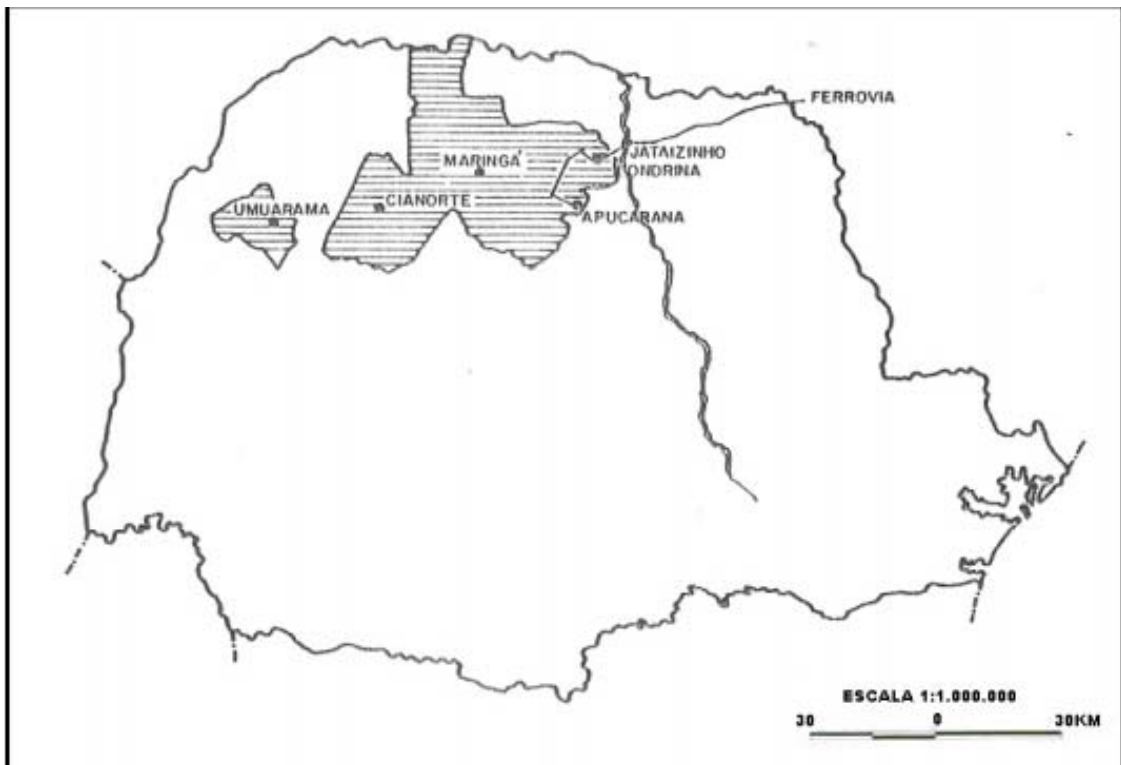 FERROVIA
JATAIZINHO
MARINGÁ
ONDRINA
UMUARAMA
CIANORTE
APUCARANA
ESCALA 1:1.000.000
30 0 30KM